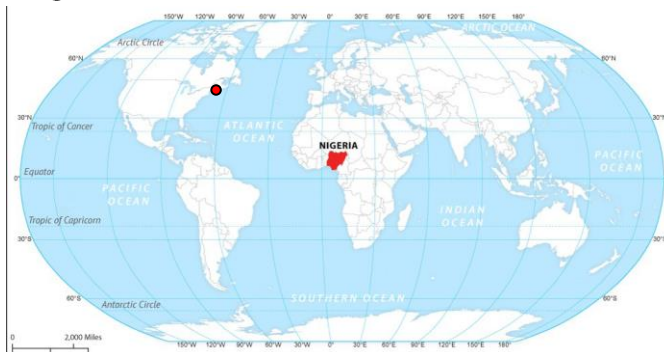 180° 150°W 120°W 90°W 60°W 30°W 0° 30°E 60°E 90°E 120°E 150°E 180°
ARCTIC OCEAN
Arctic Circle
60°N 60°N
Tropic of Cancer
30°N 30°N
ATLANTIC
OCEAN
NIGERIA
PACIFIC
OCEAN
Equator
0° 0°
PACIFIC
OCEAN
INDIAN
OCEAN
Tropic of Capricorn
30°S 30°S
60°S 60°S
SOUTHERN OCEAN
Antarctic Circle
0 2,000 Miles
150°W 120°W 90°W 60°W 30°W 0° 30°E 60°E 90°E 120°E 150°E